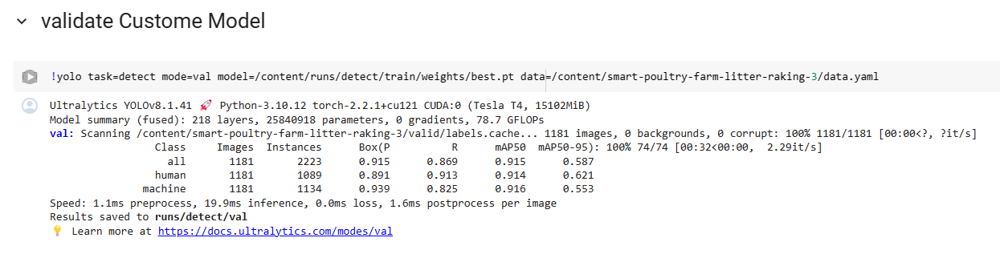 validate Custome Model
!yolo task=detect mode=val model=/content/runs/detect/train/weights/best.pt data=/content/smart-poultry-farm-litter-raking-3/data.yaml
Ultralytics YOLOv8.1.41 🚀 Python-3.10.12 torch-2.2.1+cu121 CUDA:0 (Tesla T4, 15102MiB)
Model summary (fused): 218 layers, 25840918 parameters, 0 gradients, 78.7 GFLOPs
val: Scanning /content/smart-poultry-farm-litter-raking-3/valid/labels.cache... 1181 images, 0 backgrounds, 0 corrupt: 100% 1181/1181 [00:00<?, ?it/s]
Class Images Instances Box(P R mAP50 mAP50-95): 100% 74/74 [00:32<00:00, 2.29it/s]
all 1181 2223 0.915 0.869 0.915 0.587
human 1181 1089 0.891 0.913 0.914 0.621
machine 1181 1134 0.939 0.825 0.916 0.553
Speed: 1.1ms preprocess, 19.9ms inference, 0.0ms loss, 1.6ms postprocess per image
Results saved to runs/detect/val
💡 Learn more at https://docs.ultralytics.com/modes/val